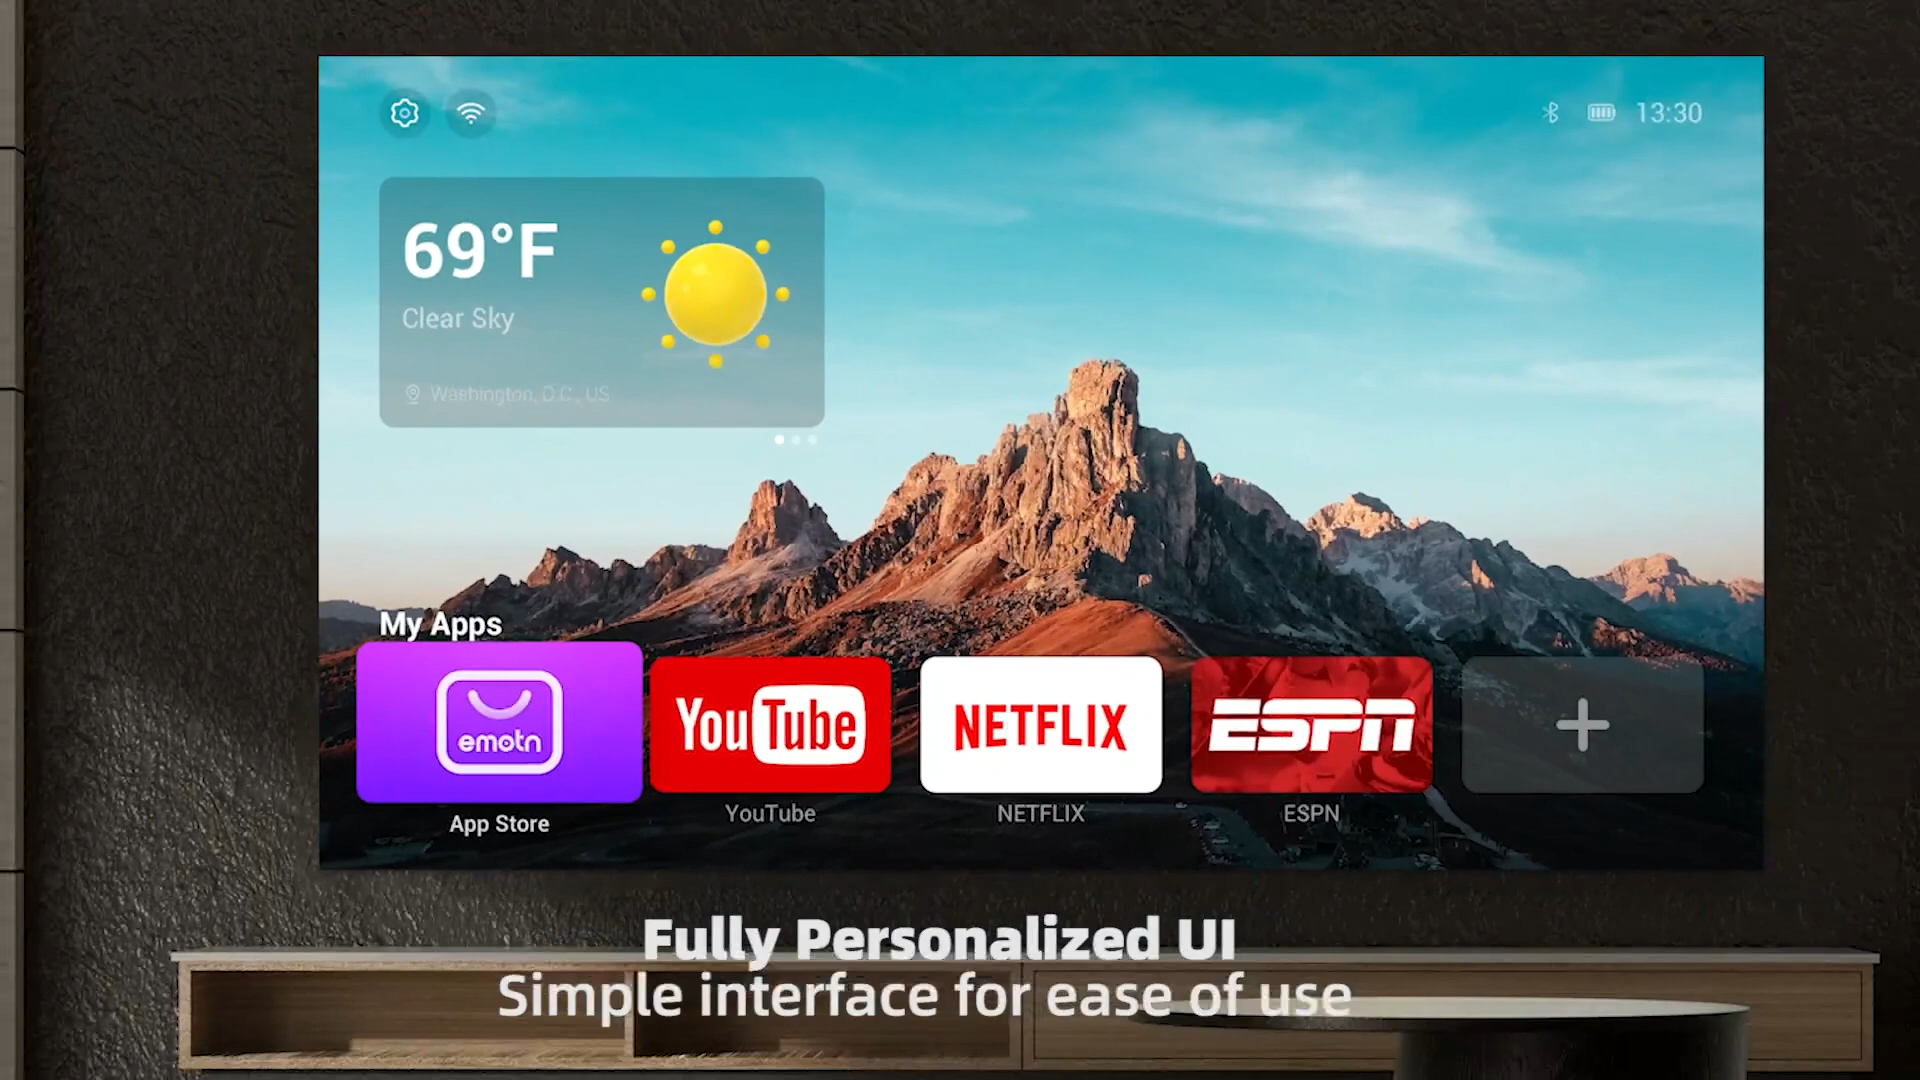 13:30
69°F
Clear Sky
Washington, D.C., US
My Apps
emotn
YouTube
NETFLIX
ESPN
App Store
YouTube
NETFLIX
ESPN
Fully Personalized UI
Simple interface for ease of use